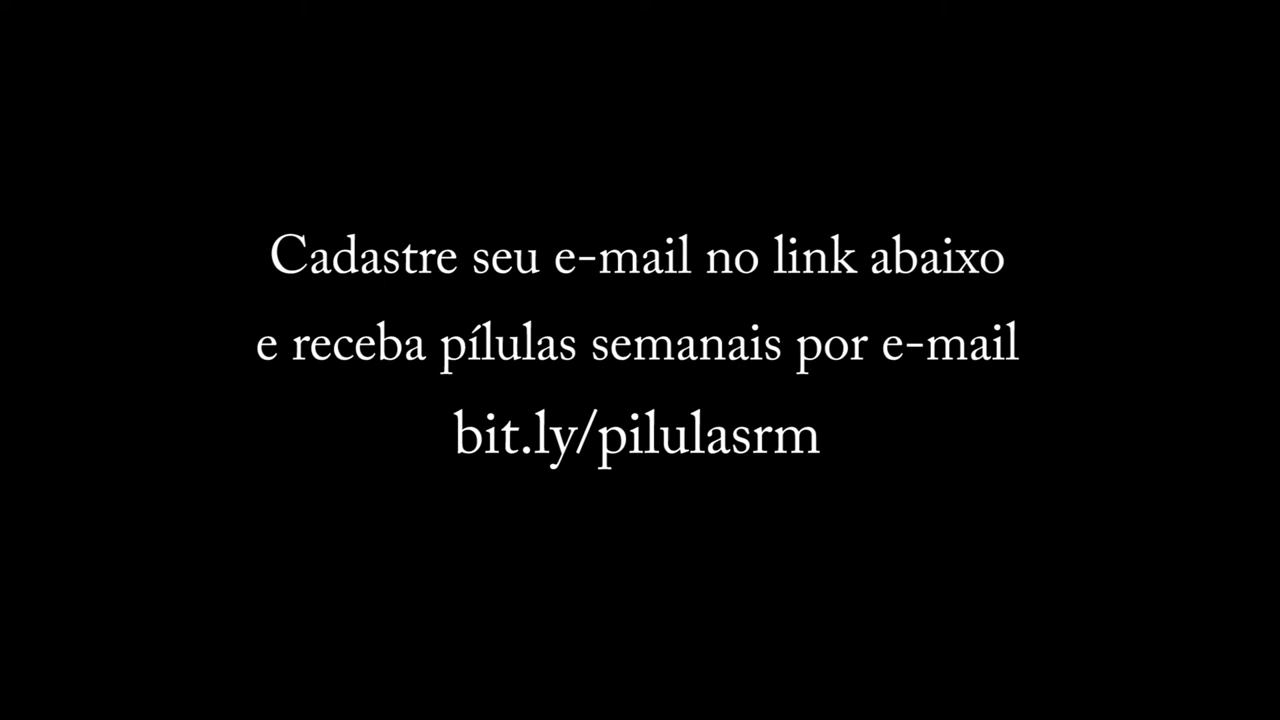 Cadastre seu e-mail no link abaixo
e receba pílulas semanais por e-mail
bit.ly/pilulasrm